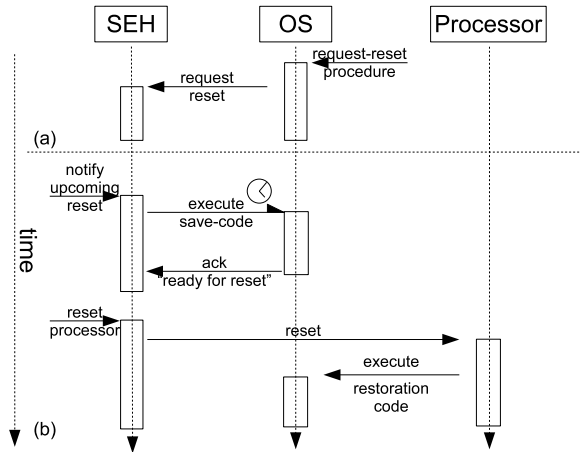 SEH
OS
Processor
request-reset
procedure
request
reset
(a)
notify
upcoming
reset
execute
save-code
ack
"ready for reset”
time
reset
processor
reset
execute
restoration
code
(b)